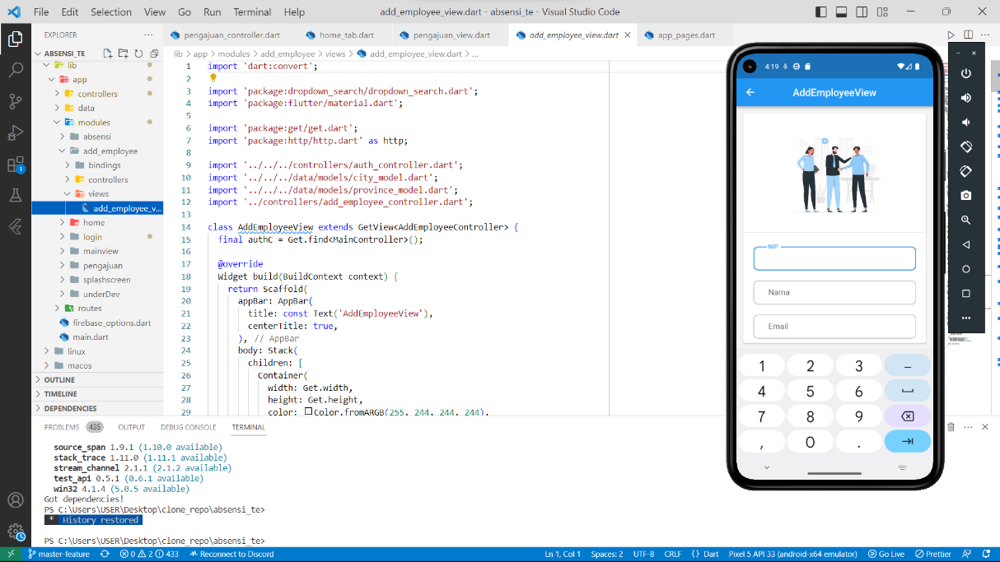 File Edit Selection View Go Run Terminal Help
add_employee_view.dart - absensi_te - Visual Studio Code
EXPLORER
pengajuan_controller.dart
home_tab.dart
pengajuan_view.dart
add_employee_view.dart
app_pages.dart
lib > app > modules > add_employee > views > add_employee_view.dart > ...
ABSENSI_TE
lib
app
controllers
data
modules
absensi
add_employee
bindings
controllers
views
add_employee_v...
home
login
mainview
pengajuan
splashscreen
underDev
routes
firebase_options.dart
main.dart
linux
macos
OUTLINE
TIMELINE
DEPENDENCIES
1 import 'dart:convert';
2
3 import 'package:dropdown_search/dropdown_search.dart';
4 import 'package:flutter/material.dart';
5
6 import 'package:get/get.dart';
7 import 'package:http/http.dart' as http;
8
9 import '../../../controllers/auth_controller.dart';
10 import '../../../data/models/city_model.dart';
11 import '../../../data/models/province_model.dart';
12 import '../controllers/add_employee_controller.dart';
13
14 class AddEmployeeView extends GetView<AddEmployeeController> {
15 final authC = Get.find<MainController>();
16
17 @override
18 Widget build(BuildContext context) {
19 return Scaffold(
20 appBar: AppBar(
21 title: const Text('AddEmployeeView'),
22 centerTitle: true,
23 ), // AppBar
24 body: Stack(
25 children: [
26 Container(
27 width: Get.width,
28 height: Get.height,
29 color: Color.fromARGB(255, 244, 244, 244),
4:19
AddEmployeeView
NIP
Nama
Email
1 2 3 –
4 5 6
7 8 9
, 0 .
PROBLEMS 435 OUTPUT DEBUG CONSOLE TERMINAL
source_span 1.9.1 (1.10.0 available)
stack_trace 1.11.0 (1.11.1 available)
stream_channel 2.1.1 (2.1.2 available)
test_api 0.5.1 (0.6.1 available)
win32 4.1.4 (5.0.5 available)
Got dependencies!
PS C:\Users\USER\Desktop\clone_repo\absensi_te>
* History restored
PS C:\Users\USER\Desktop\clone_repo\absensi_te>
1
master-feature 0 2 433 Reconnect to Discord
Ln 1, Col 1 Spaces: 2 UTF-8 CRLF {} Dart Pixel 5 API 33 (android-x64 emulator) Go Live Prettier